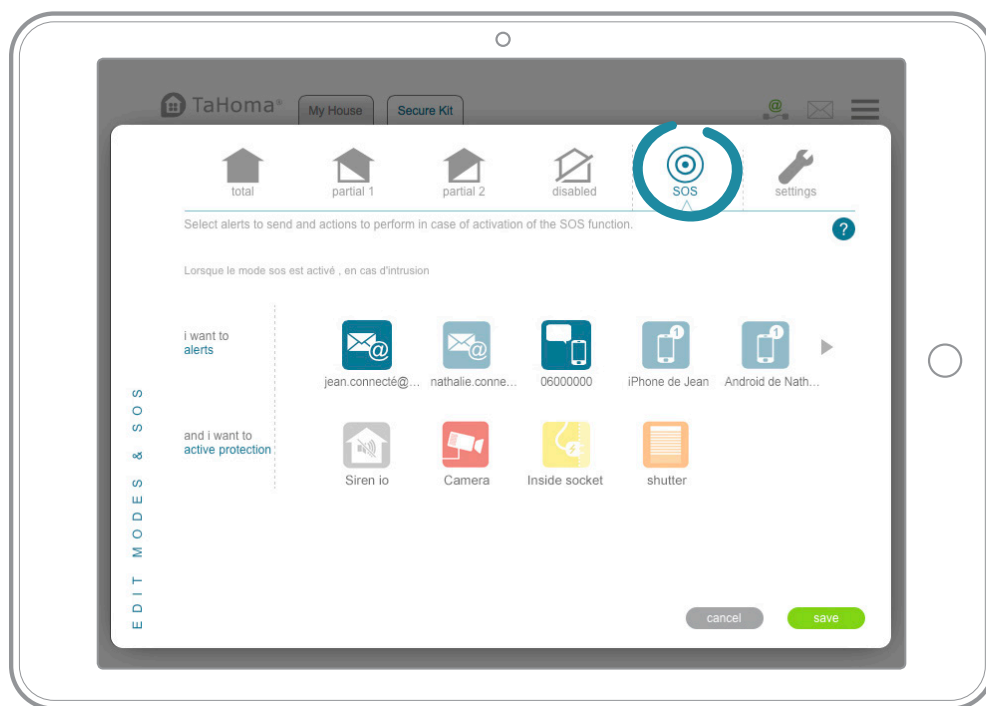 TaHoma®
My House
Secure Kit
@
total
partial 1
partial 2
disabled
SOS
settings
Select alerts to send and actions to perform in case of activation of the SOS function.
?
Lorsque le mode sos est activé , en cas d'intrusion
i want to
alerts
@
@
1
1
jean.connecté@...
nathalie.conne...
06000000
iPhone de Jean
Android de Nath...
and i want to
active protection
Siren io
Camera
Inside socket
shutter
EDIT MODES & SOS
cancel
save